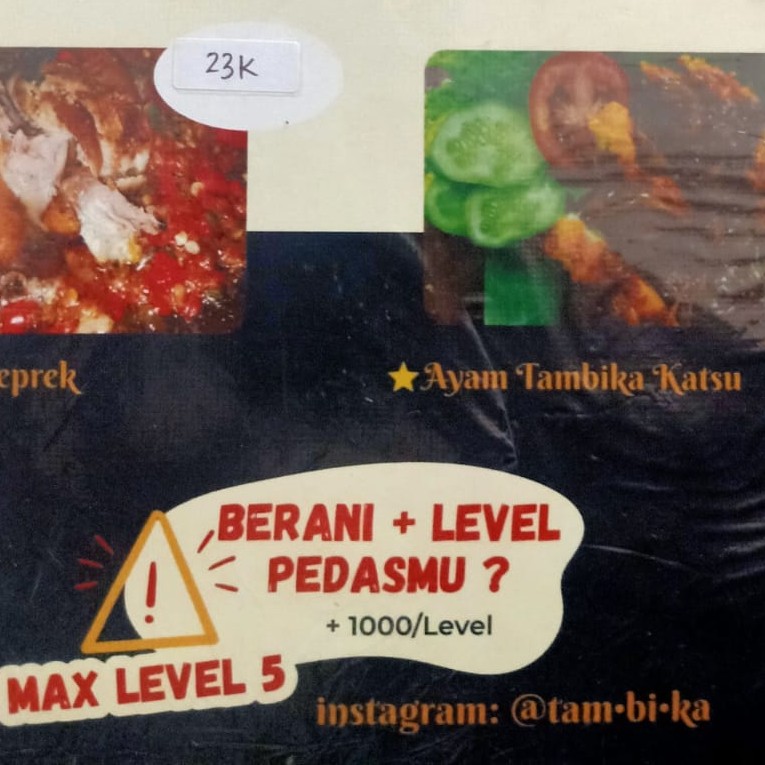 23K
eprek
⭐Ayam Tambika Katsu
BERANI + LEVEL
PEDASMU ?
+ 1000/Level
!
MAX LEVEL 5
instagram: @tam•bi•ka